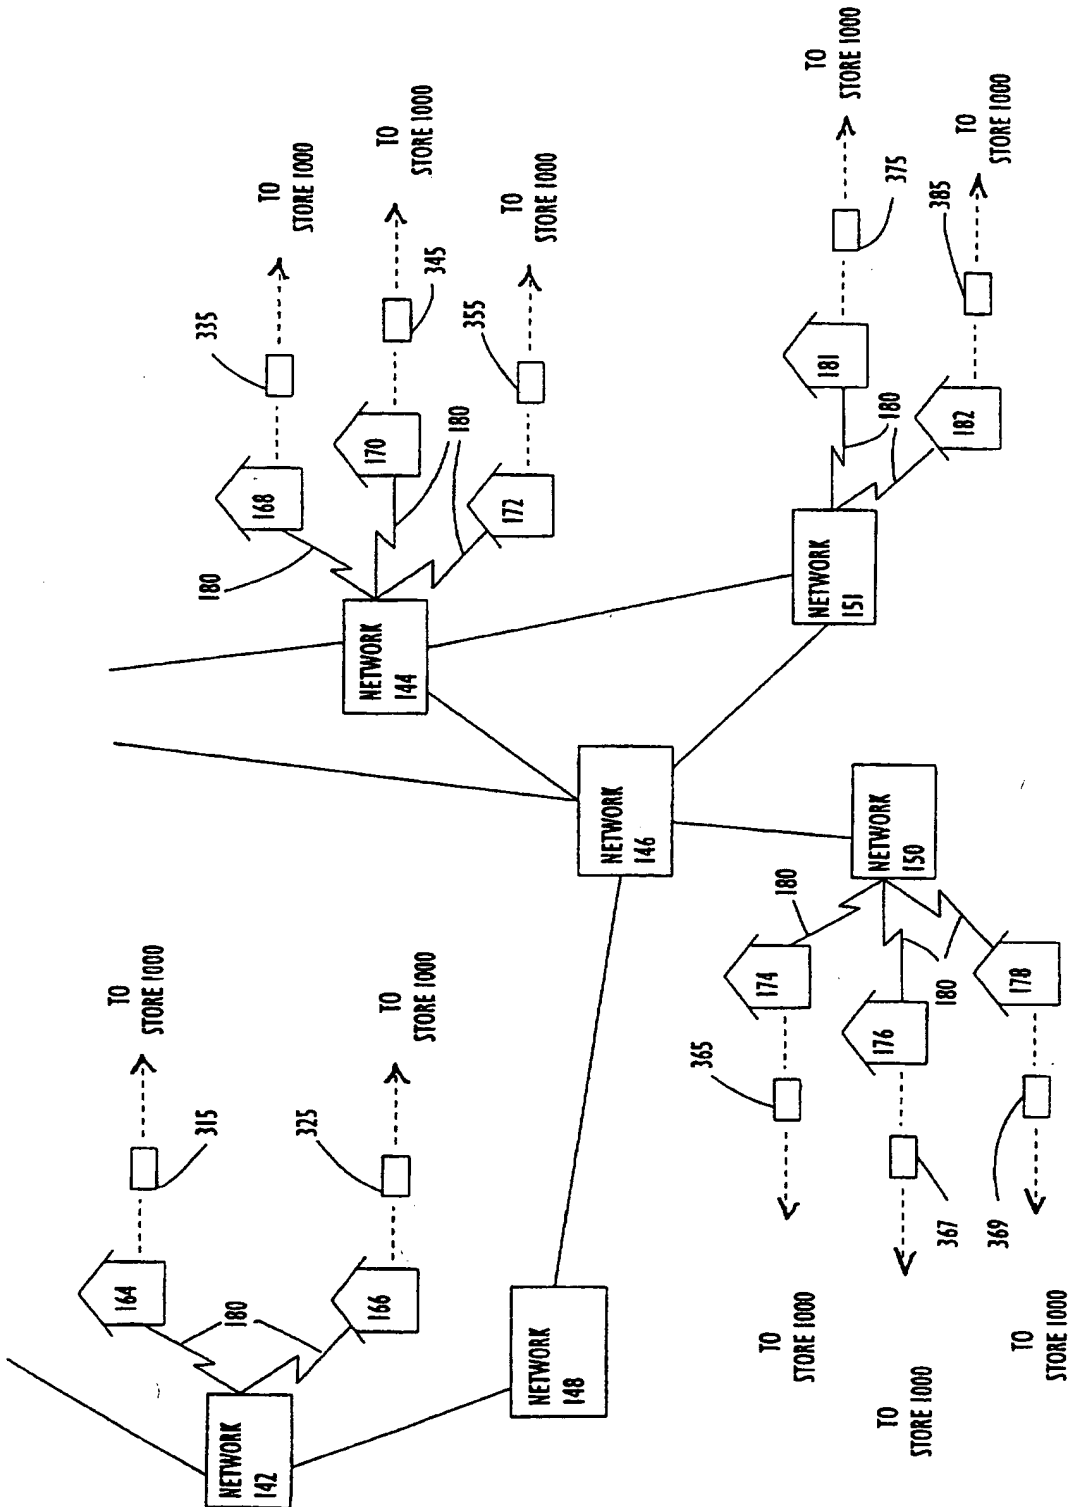 TO
STORE 1000
164
315
180
NETWORK
142
166
325
TO
STORE 1000
NETWORK
148
335
TO
STORE 1000
168
180
NETWORK
144
170
345
TO
STORE 1000
180
172
355
TO
STORE 1000
NETWORK
146
NETWORK
151
181
375
TO
STORE 1000
180
182
385
TO
STORE 1000
NETWORK
150
180
174
365
TO
STORE 1000
176
180
367
TO
STORE 1000
178
369
TO
STORE 1000